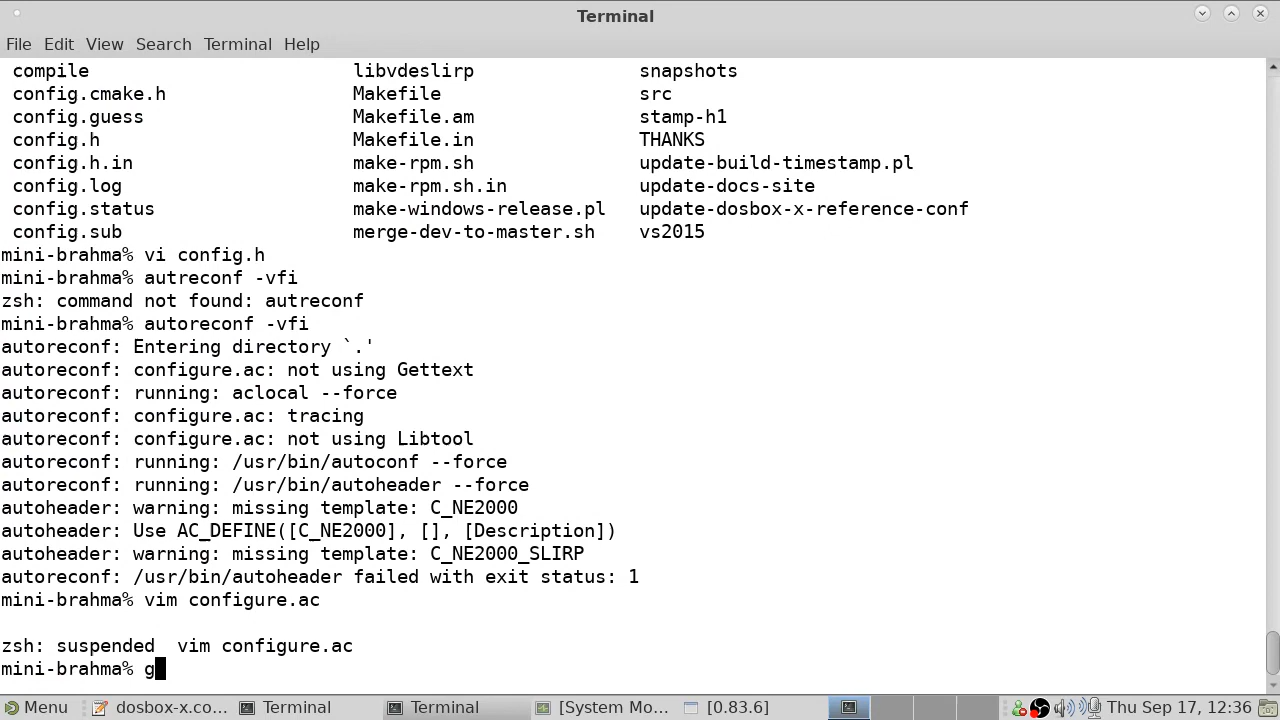 Terminal
File Edit View Search Terminal Help
compile libvdeslirp snapshots
config.cmake.h Makefile src
config.guess Makefile.am stamp-h1
config.h Makefile.in THANKS
config.h.in make-rpm.sh update-build-timestamp.pl
config.log make-rpm.sh.in update-docs-site
config.status make-windows-release.pl update-dosbox-x-reference-conf
config.sub merge-dev-to-master.sh vs2015
mini-brahma% vi config.h
mini-brahma% autreconf -vfi
zsh: command not found: autreconf
mini-brahma% autoreconf -vfi
autoreconf: Entering directory `.'
autoreconf: configure.ac: not using Gettext
autoreconf: running: aclocal --force
autoreconf: configure.ac: tracing
autoreconf: configure.ac: not using Libtool
autoreconf: running: /usr/bin/autoconf --force
autoreconf: running: /usr/bin/autoheader --force
autoheader: warning: missing template: C_NE2000
autoheader: Use AC_DEFINE([C_NE2000], [], [Description])
autoheader: warning: missing template: C_NE2000_SLIRP
autoreconf: /usr/bin/autoheader failed with exit status: 1
mini-brahma% vim configure.ac
zsh: suspended  vim configure.ac
mini-brahma% g
Menu dosbox-x.co... Terminal Terminal [System Mo... [0.83.6] Thu Sep 17, 12:36